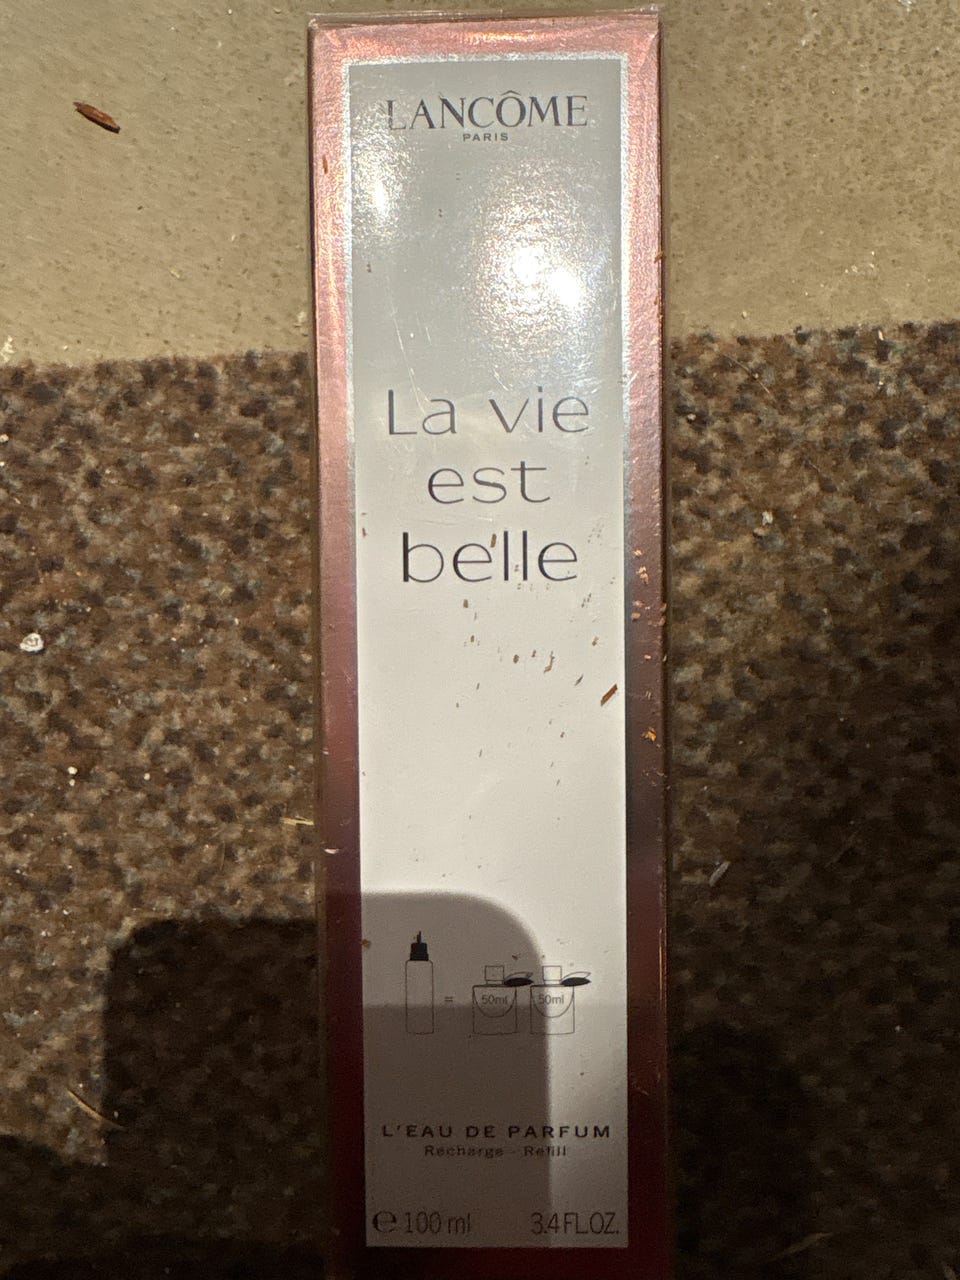 LANCÔME
PARIS
La vie
est
belle
= 50ml 50ml
L'EAU DE PARFUM
Recharge - Refill
℮ 100 ml 3.4 FL.OZ.